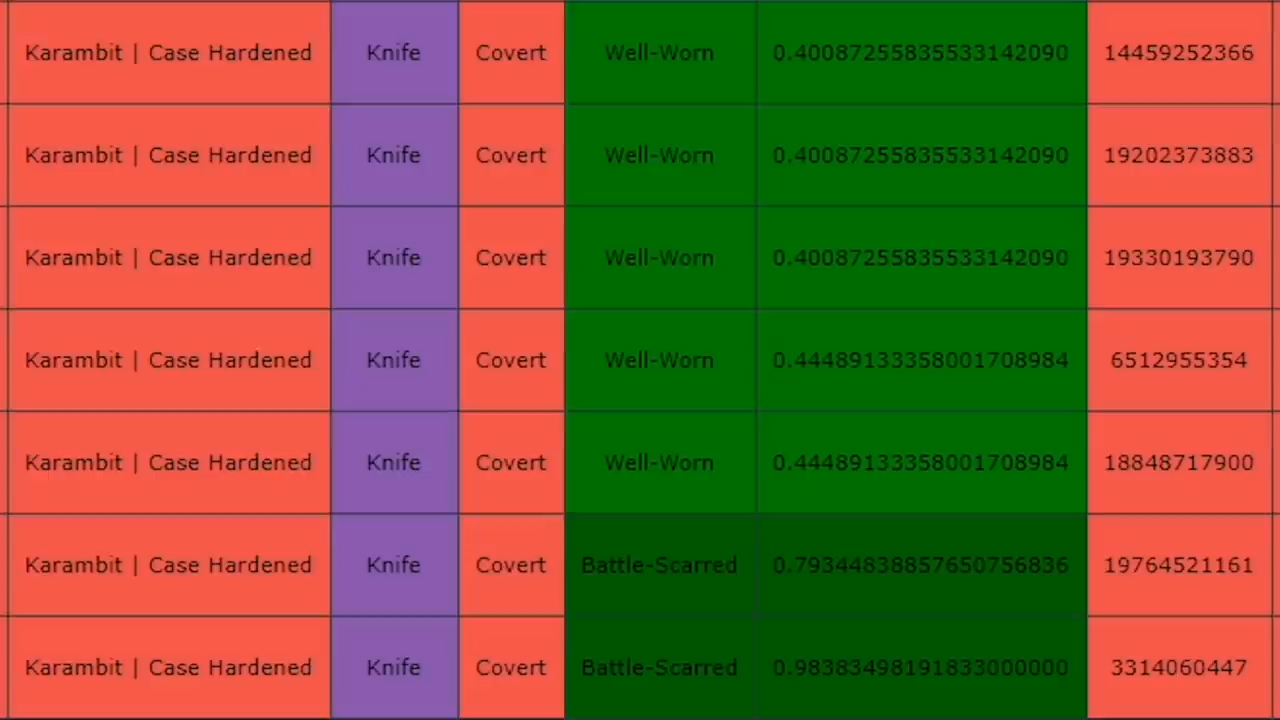 Karambit | Case Hardened Knife Covert Well-Worn 0.40087255835533142090 14459252366
Karambit | Case Hardened Knife Covert Well-Worn 0.40087255835533142090 19202373883
Karambit | Case Hardened Knife Covert Well-Worn 0.40087255835533142090 19330193790
Karambit | Case Hardened Knife Covert Well-Worn 0.44489133358001708984 6512955354
Karambit | Case Hardened Knife Covert Well-Worn 0.44489133358001708984 18848717900
Karambit | Case Hardened Knife Covert Battle-Scarred 0.79344838857650756836 19764521161
Karambit | Case Hardened Knife Covert Battle-Scarred 0.98383498191833000000 3314060447